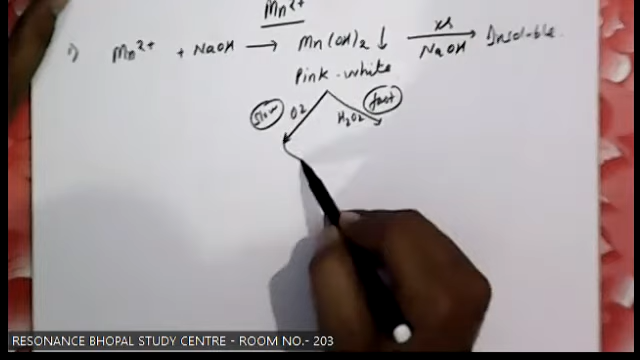 Mn²⁺
1) Mn²⁺ + NaOH ⟶ Mn(OH)₂ ↓ xs NaOH ⟶ Insoluble.
Pink-white
slow O2 H₂O₂ fast
RESONANCE BHOPAL STUDY CENTRE - ROOM NO.- 203